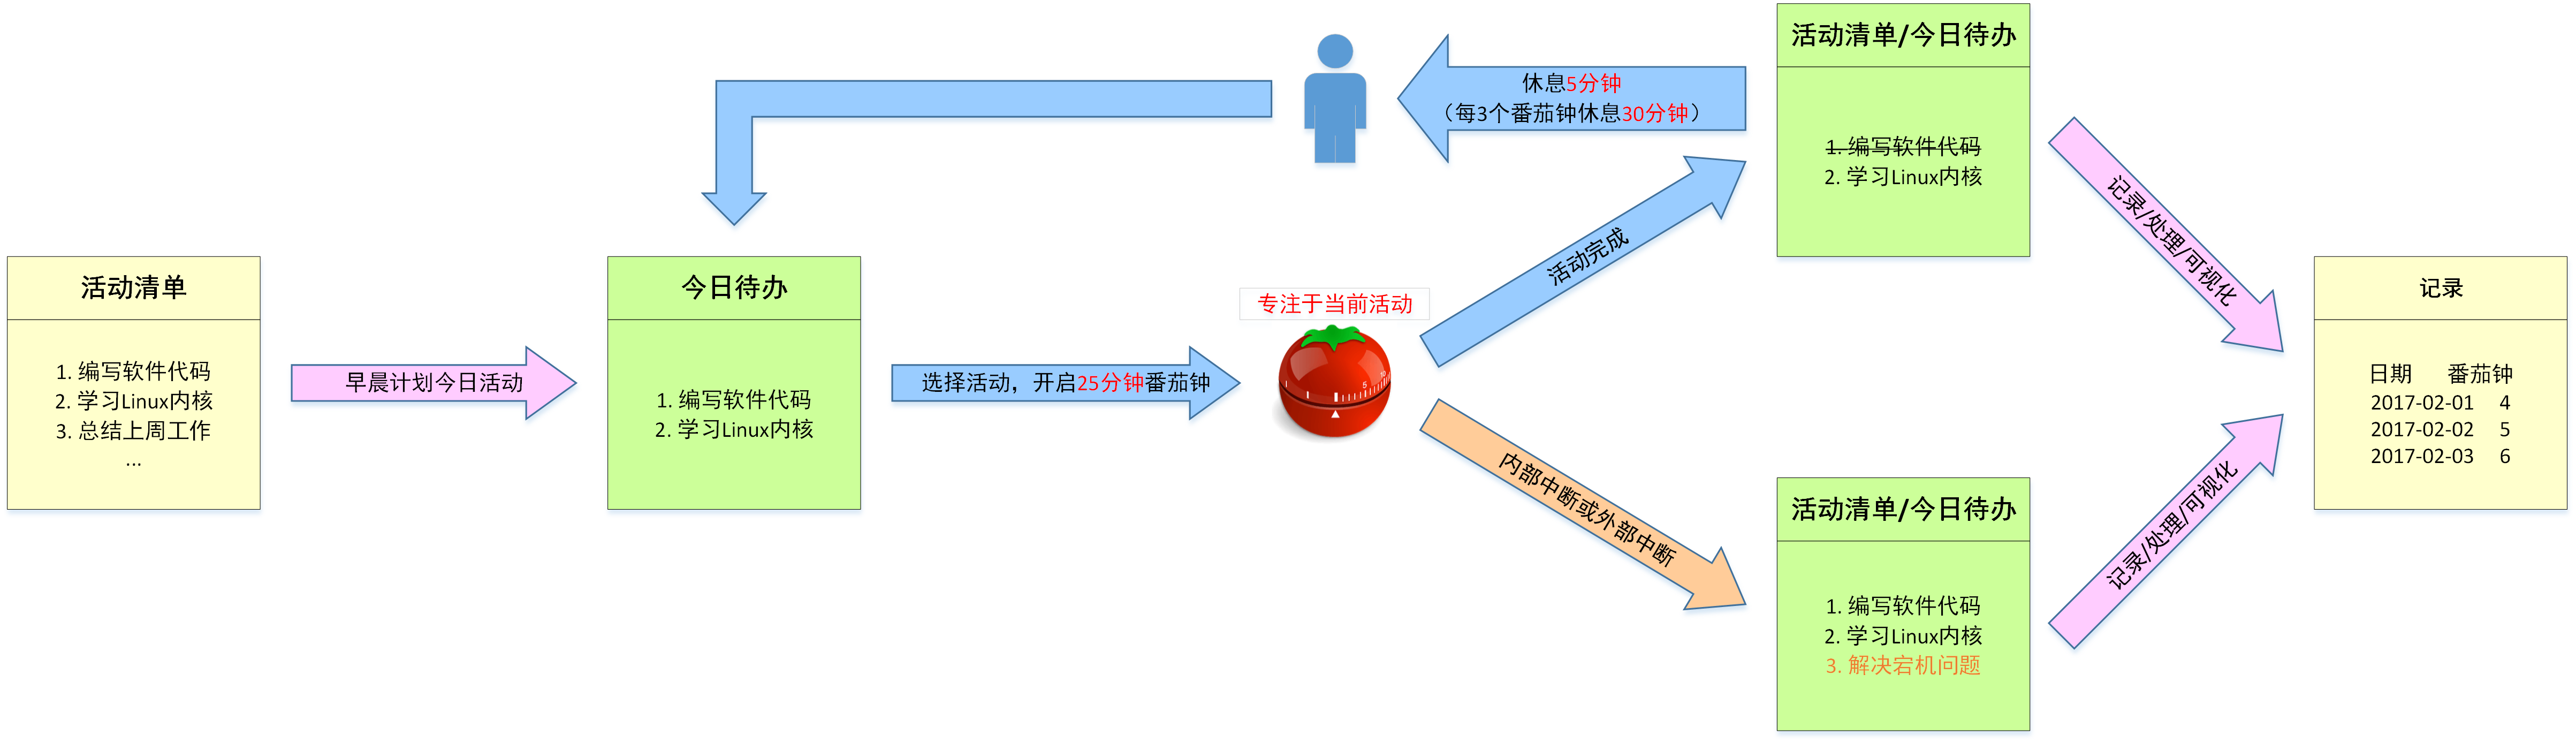 活动清单
1. 编写软件代码
2. 学习Linux内核
3. 总结上周工作
...
早晨计划今日活动
今日待办
1. 编写软件代码
2. 学习Linux内核
选择活动，开启25分钟番茄钟
专注于当前活动
5
10
活动完成
内部中断或外部中断
活动清单/今日待办
1. 编写软件代码
2. 学习Linux内核
休息5分钟
（每3个番茄钟休息30分钟）
活动清单/今日待办
1. 编写软件代码
2. 学习Linux内核
3. 解决宕机问题
记录/处理/可视化
记录/处理/可视化
记录
日期 番茄钟
2017-02-01 4
2017-02-02 5
2017-02-03 6